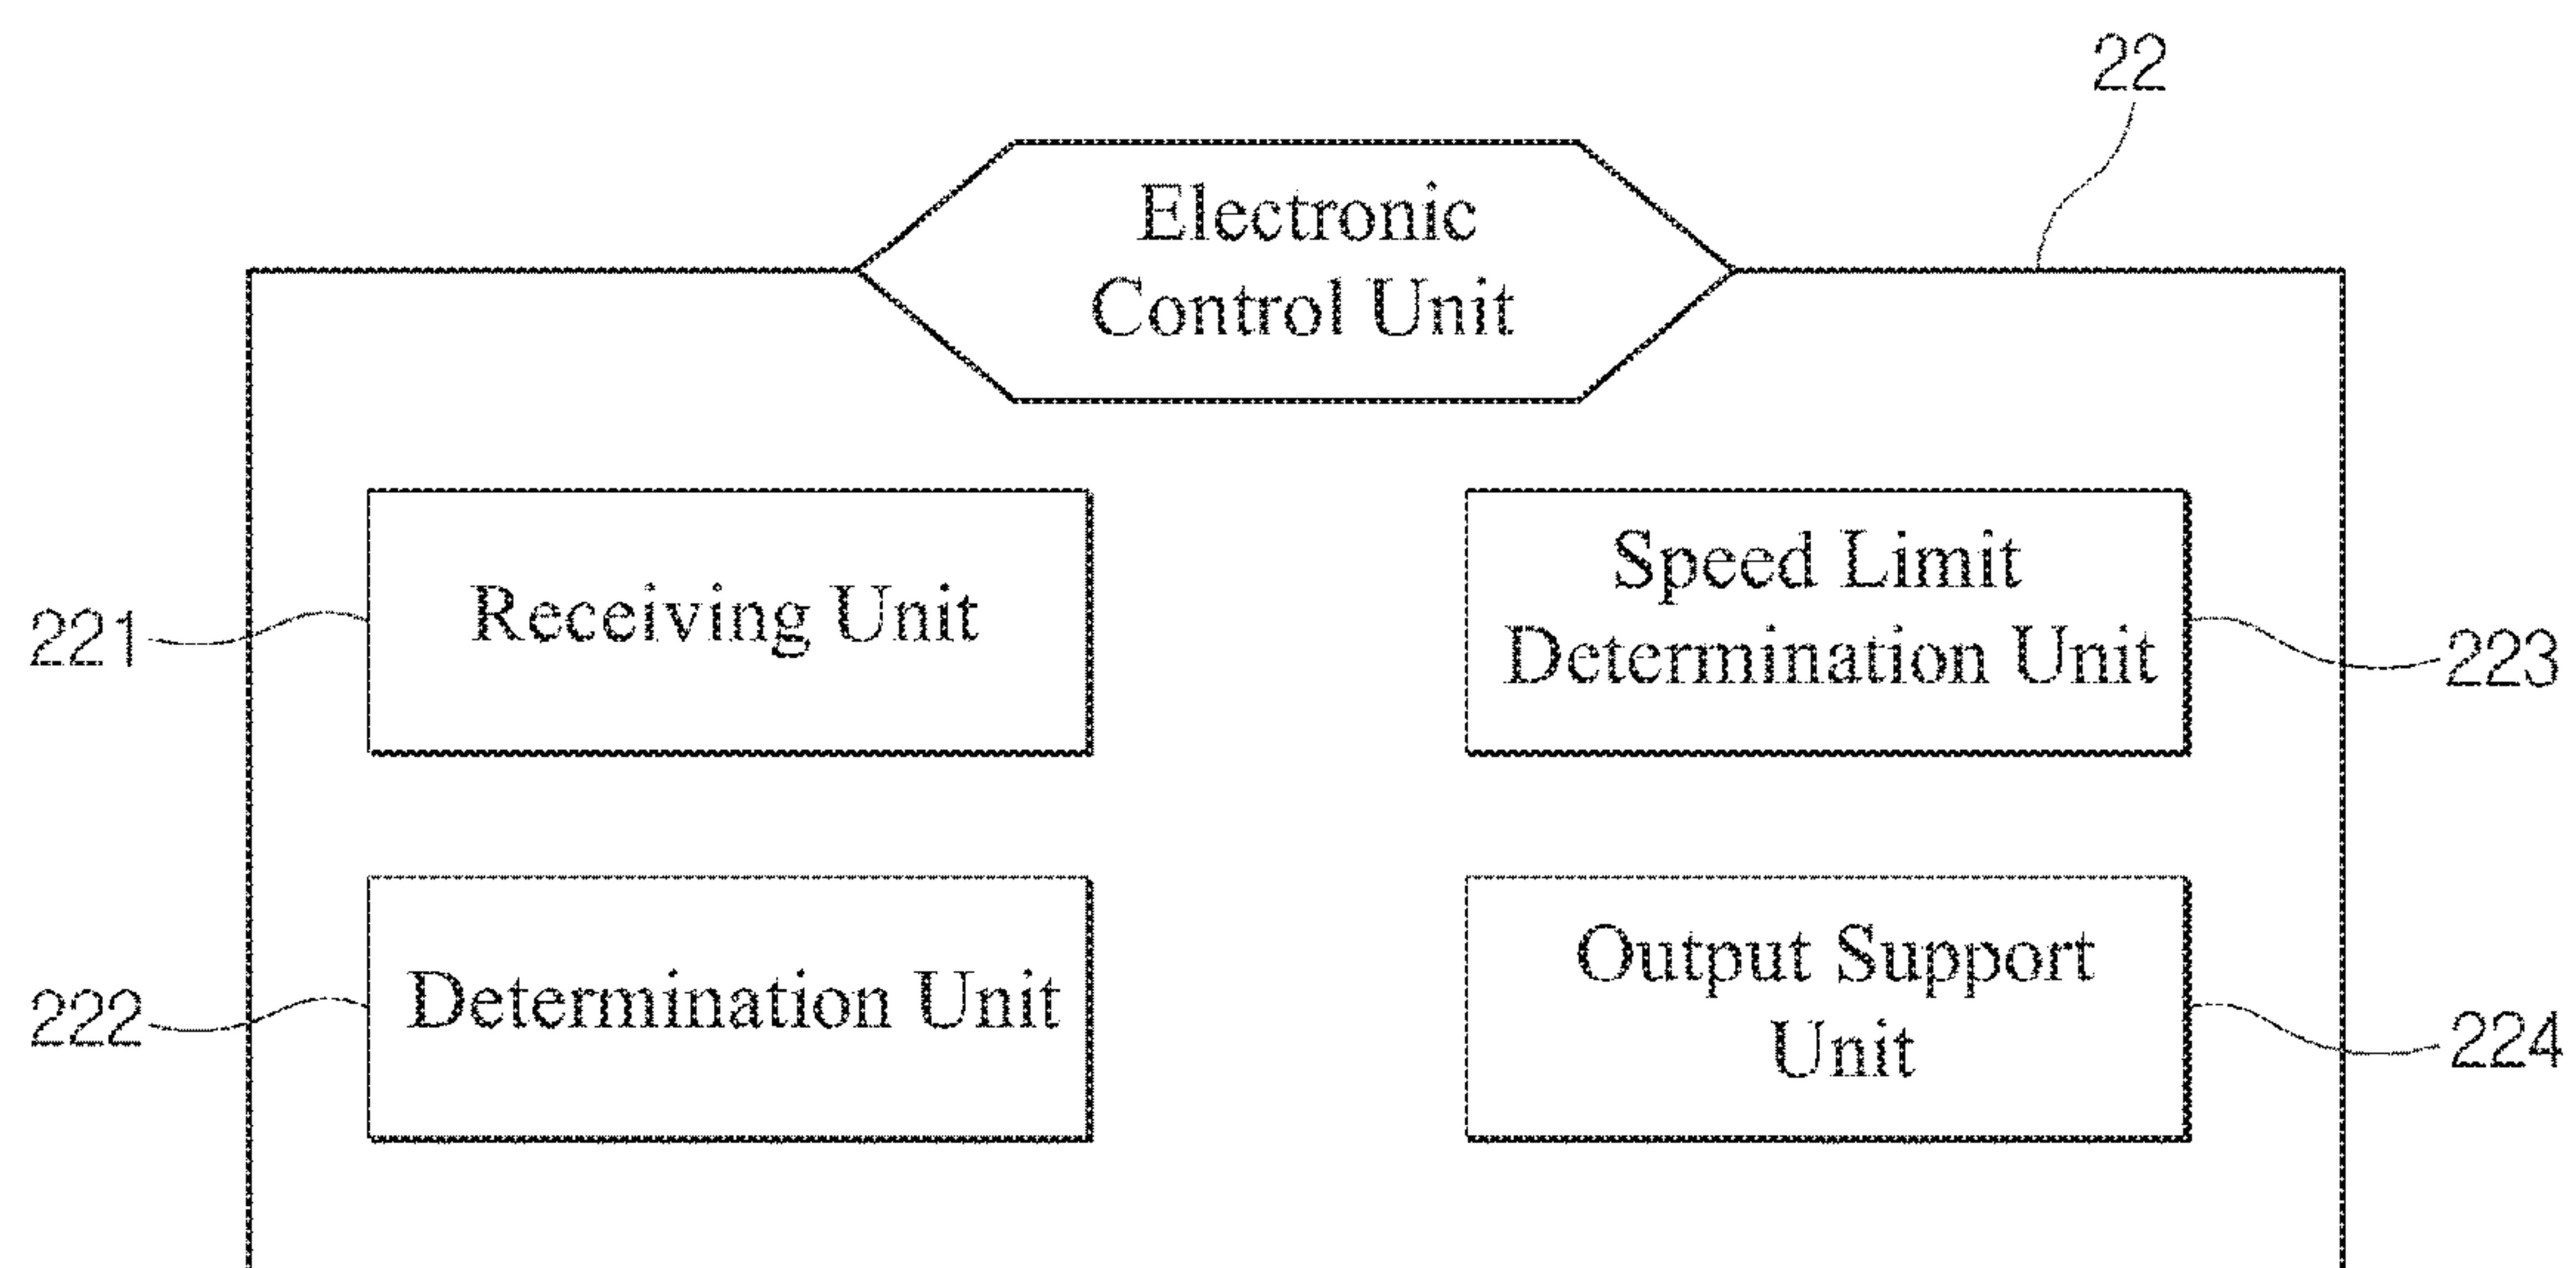 22
Electronic
Control Unit
221
Receiving Unit
Speed Limit
Determination Unit
223
222
Determination Unit
Output Support
Unit
224